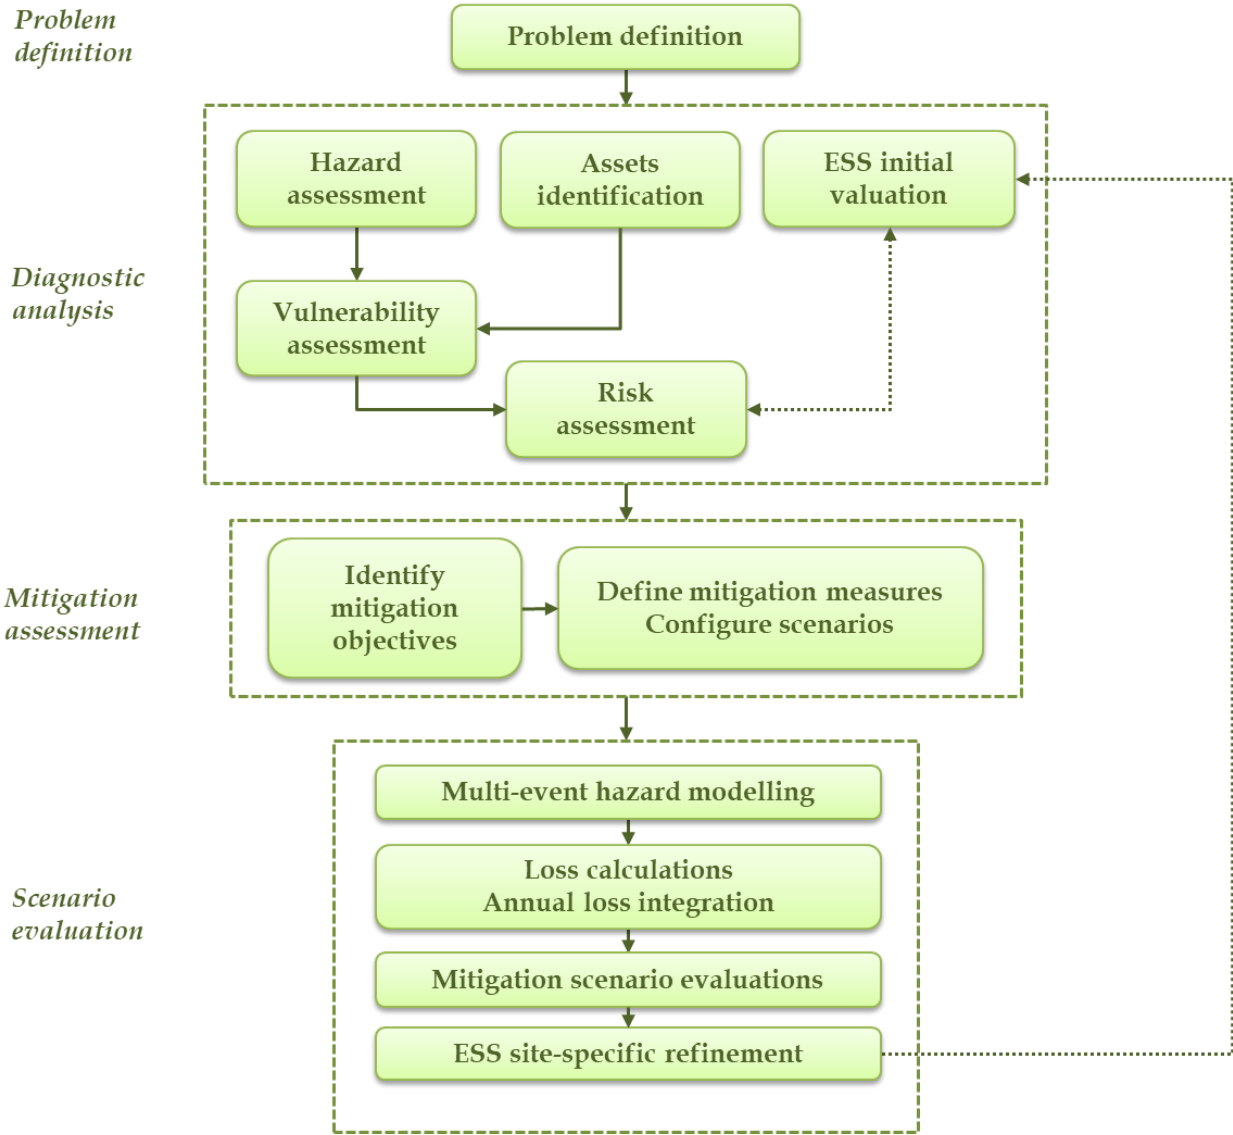 Problem
definition
Problem definition
Hazard
assessment
Assets
identification
ESS initial
valuation
Diagnostic
analysis
Vulnerability
assessment
Risk
assessment
Mitigation
assessment
Identify
mitigation
objectives
Define mitigation measures
Configure scenarios
Scenario
evaluation
Multi-event hazard modelling
Loss calculations
Annual loss integration
Mitigation scenario evaluations
ESS site-specific refinement